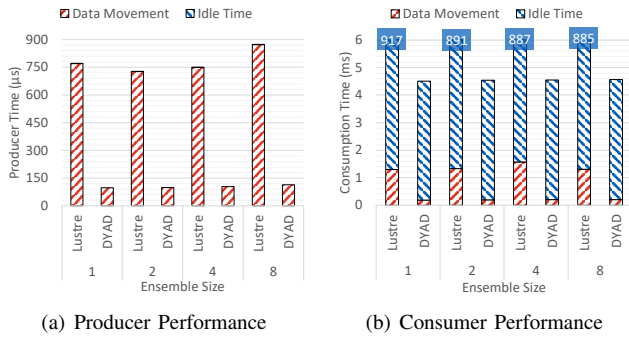 Data Movement Idle Time
900
750
600
450
300
150
0
Producer Time (µs)
Lustre DYAD Lustre DYAD Lustre DYAD Lustre DYAD
1 2 4 8
Ensemble Size
(a) Producer Performance
Data Movement Idle Time
917 891 887 885
6
5
4
3
2
1
0
Consumption Time (ms)
Lustre DYAD Lustre DYAD Lustre DYAD Lustre DYAD
1 2 4 8
Ensemble Size
(b) Consumer Performance